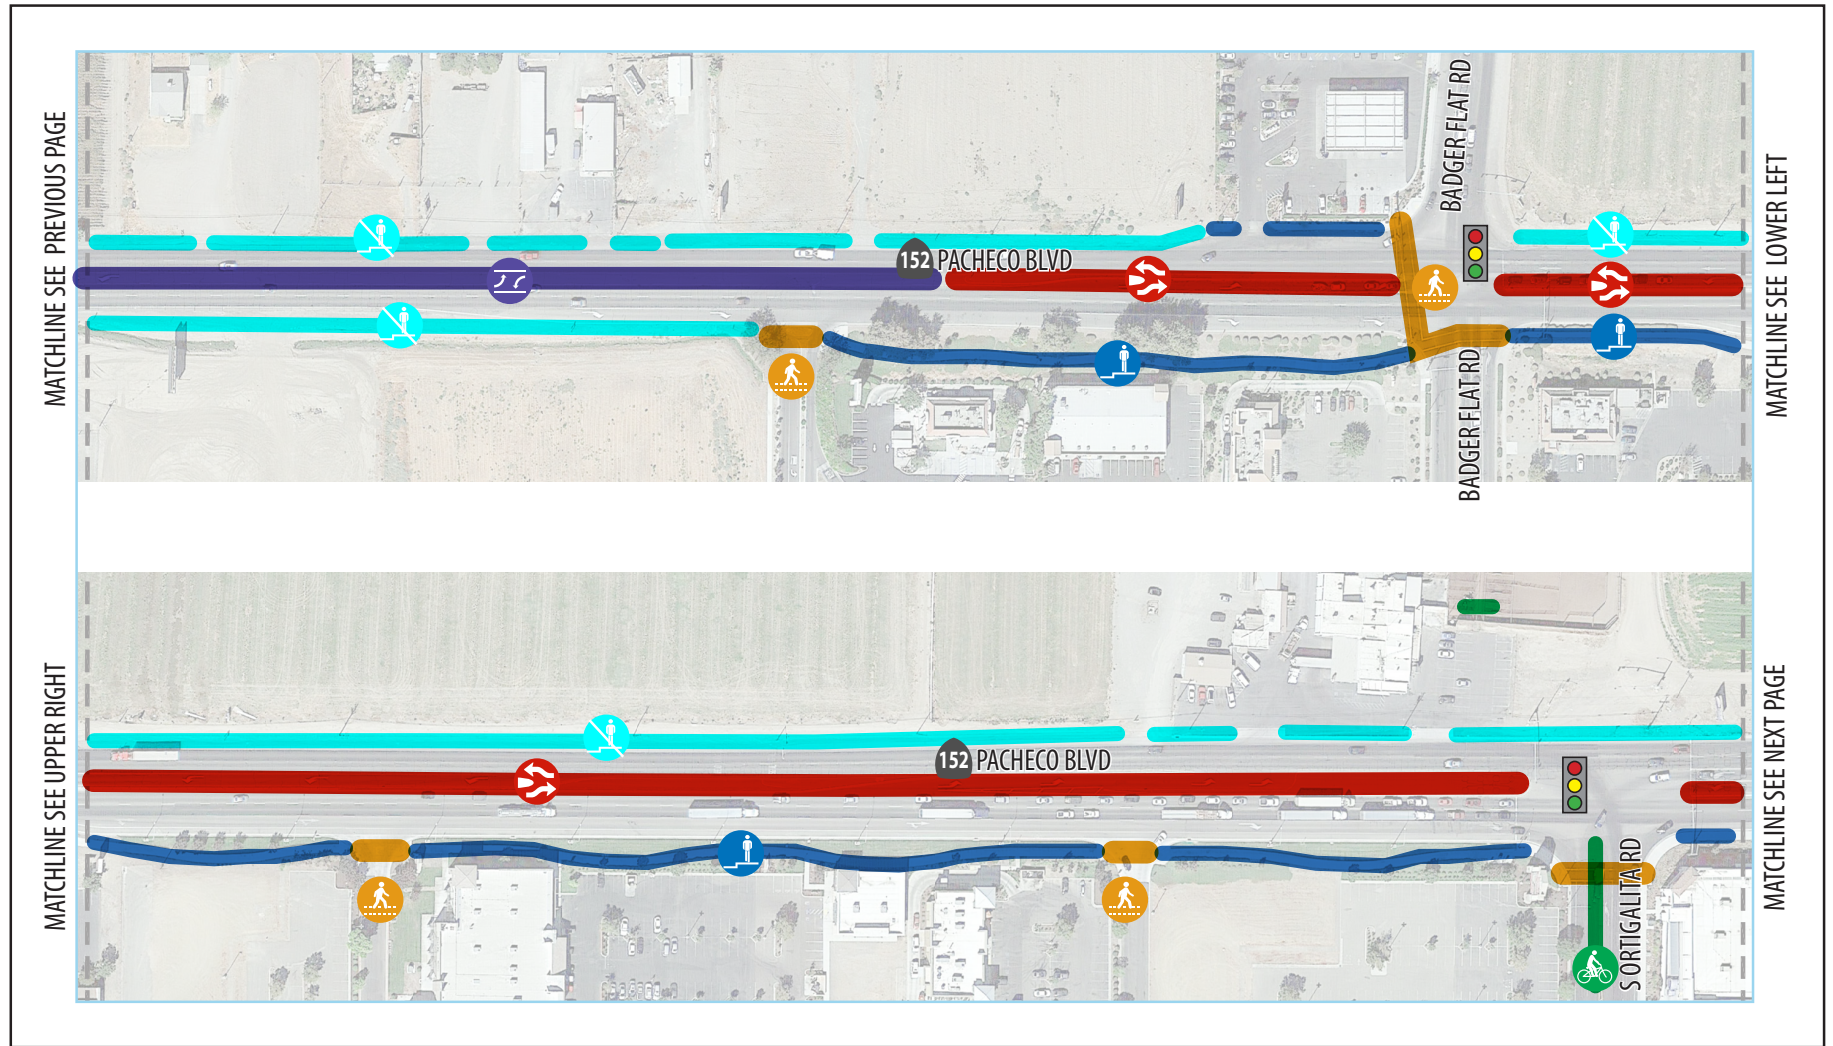 MATCHLINE SEE PREVIOUS PAGE
BADGER FLAT RD
152 PACHECO BLVD
BADGER FLAT RD
MATCHLINE SEE LOWER LEFT
MATCHLINE SEE UPPER RIGHT
152 PACHECO BLVD
S ORTIGALITA RD
MATCHLINE SEE NEXT PAGE